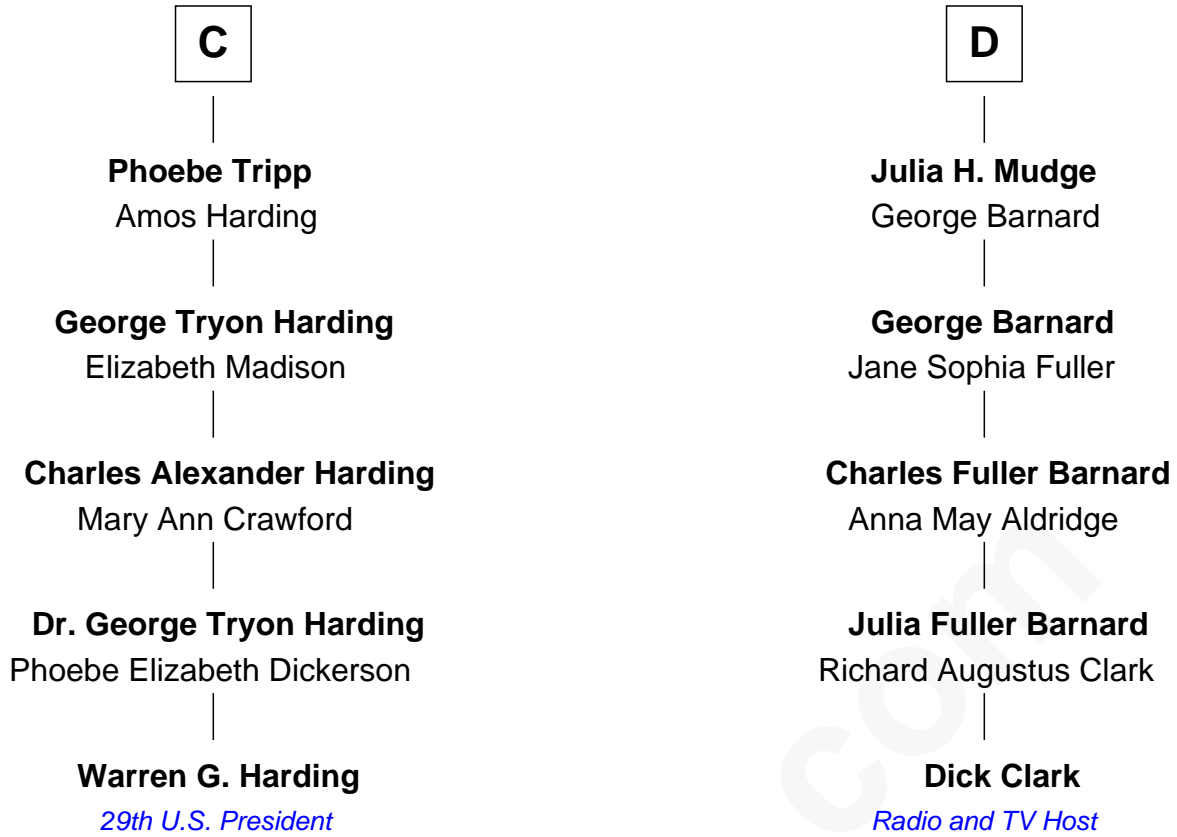 C
Phoebe Tripp
Amos Harding
George Tryon Harding
Elizabeth Madison
Charles Alexander Harding
Mary Ann Crawford
Dr. George Tryon Harding
Phoebe Elizabeth Dickerson
Warren G. Harding
29th U.S. President
D
Julia H. Mudge
George Barnard
George Barnard
Jane Sophia Fuller
Charles Fuller Barnard
Anna May Aldridge
Julia Fuller Barnard
Richard Augustus Clark
Dick Clark
Radio and TV Host
com